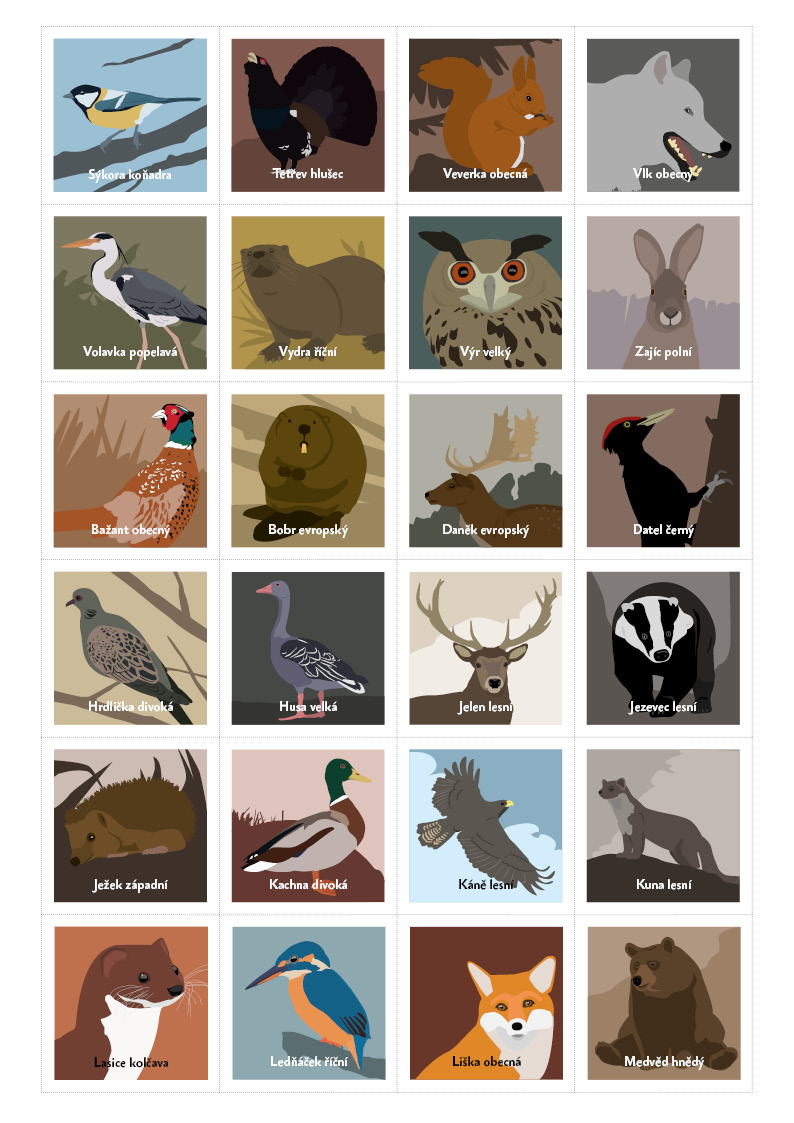 Sýkora koňadra
Tetřev hlušec
Veverka obecná
Vlk obecný
Volavka popelavá
Vydra říční
Výr velký
Zajíc polní
Bažant obecný
Bobr evropský
Daněk evropský
Datel černý
Hrdlička divoká
Husa velká
Jelen lesní
Jezevec lesní
Ježek západní
Kachna divoká
Káně lesní
Kuna lesní
Lasice kolčava
Ledňáček říční
Liška obecná
Medvěd hnědý